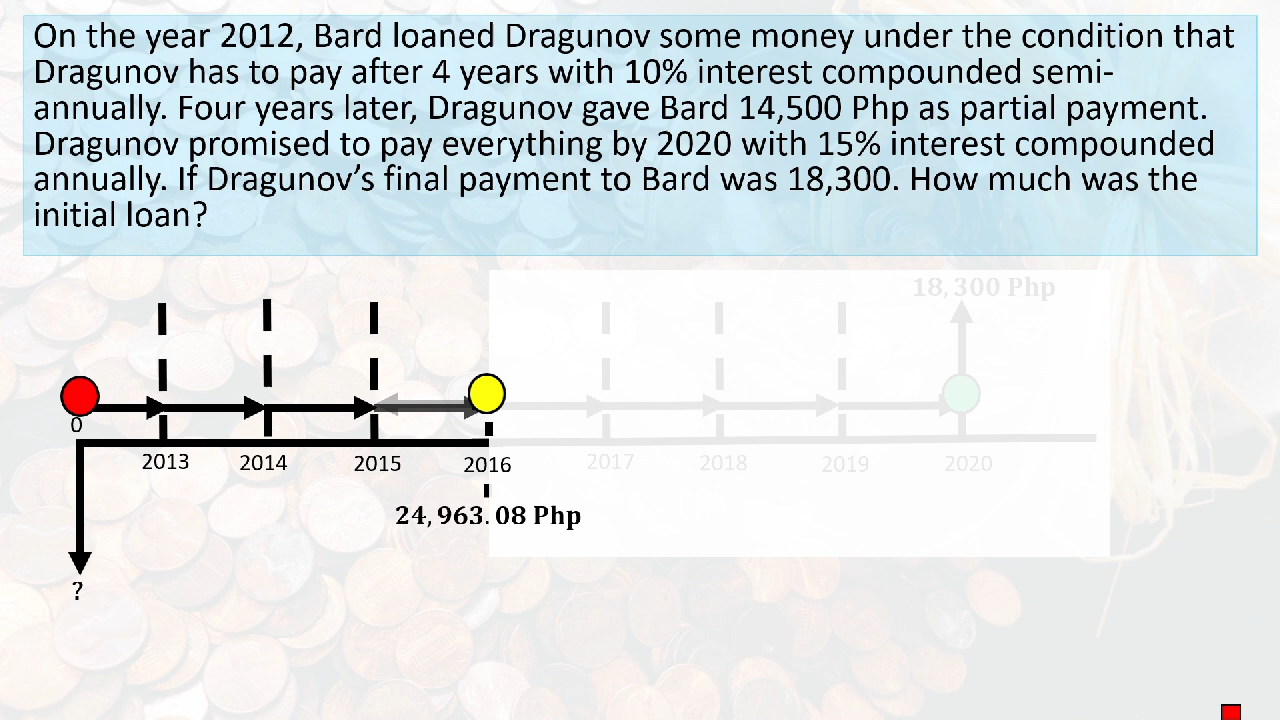 On the year 2012, Bard loaned Dragunov some money under the condition that
Dragunov has to pay after 4 years with 10% interest compounded semi-
annually. Four years later, Dragunov gave Bard 14,500 Php as partial payment.
Dragunov promised to pay everything by 2020 with 15% interest compounded
annually. If Dragunov’s final payment to Bard was 18,300. How much was the
initial loan?
18,300 Php
0
2013 2014 2015 2016 2017 2018 2019 2020
24,963.08 Php
?